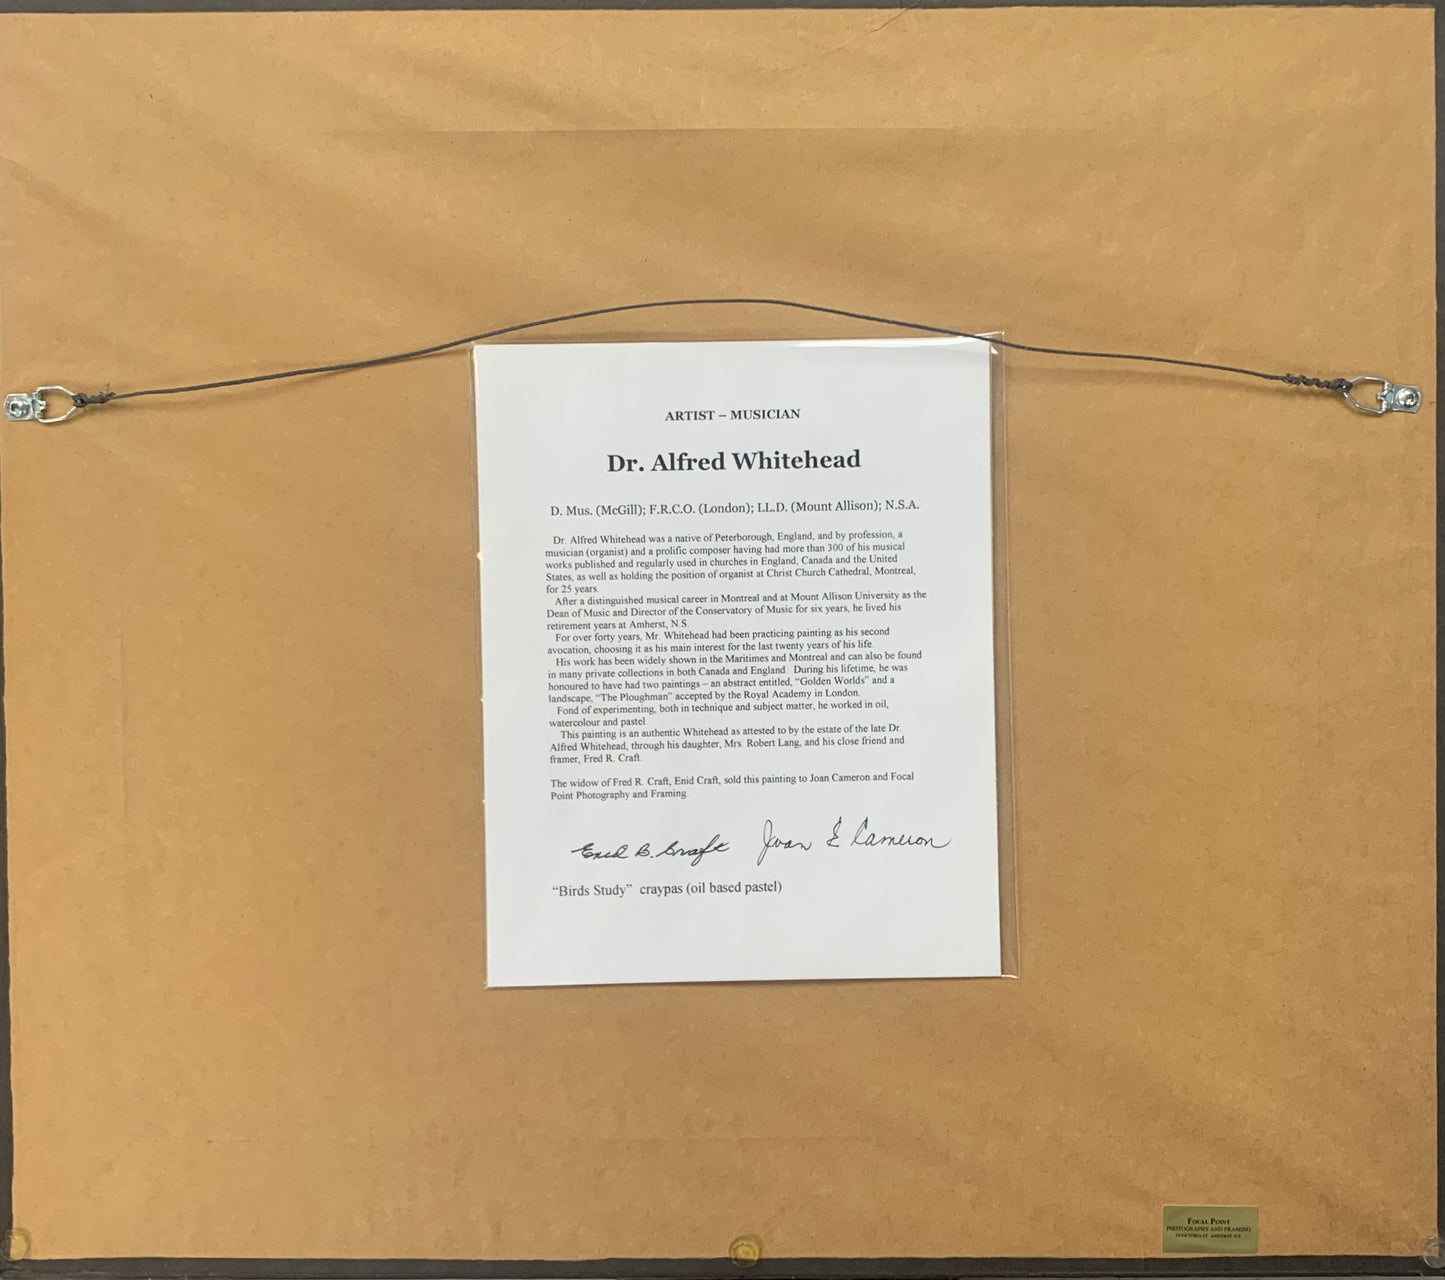 ARTIST – MUSICIAN
Dr. Alfred Whitehead
D. Mus. (McGill); F.R.C.O. (London); LL.D. (Mount Allison); N.S.A.
Dr. Alfred Whitehead was a native of Peterborough, England, and by profession, a
musician (organist) and a prolific composer having had more than 300 of his musical
works published and regularly used in churches in England, Canada and the United
States, as well as holding the position of organist at Christ Church Cathedral, Montreal,
for 25 years.
After a distinguished musical career in Montreal and at Mount Allison University as the
Dean of Music and Director of the Conservatory of Music for six years, he lived his
retirement years at Amherst, N.S.
For over forty years, Mr. Whitehead had been practicing painting as his second
avocation, choosing it as his main interest for the last twenty years of his life.
His work has been widely shown in the Maritimes and Montreal and can also be found
in many private collections in both Canada and England. During his lifetime, he was
honoured to have had two paintings – an abstract entitled, “Golden Worlds” and a
landscape, “The Ploughman” accepted by the Royal Academy in London.
Fond of experimenting, both in technique and subject matter, he worked in oil,
watercolour and pastel.
This painting is an authentic Whitehead as attested to by the estate of the late Dr.
Alfred Whitehead, through his daughter, Mrs. Robert Lang, and his close friend and
framer, Fred R. Craft.
The widow of Fred R. Craft, Enid Craft, sold this painting to Joan Cameron and Focal
Point Photography and Framing.
Enid B. Craft Joan E Cameron
“Birds Study” craypas (oil based pastel)
FOCAL POINT
PHOTOGRAPHY AND FRAMING
AMHERST N.S.